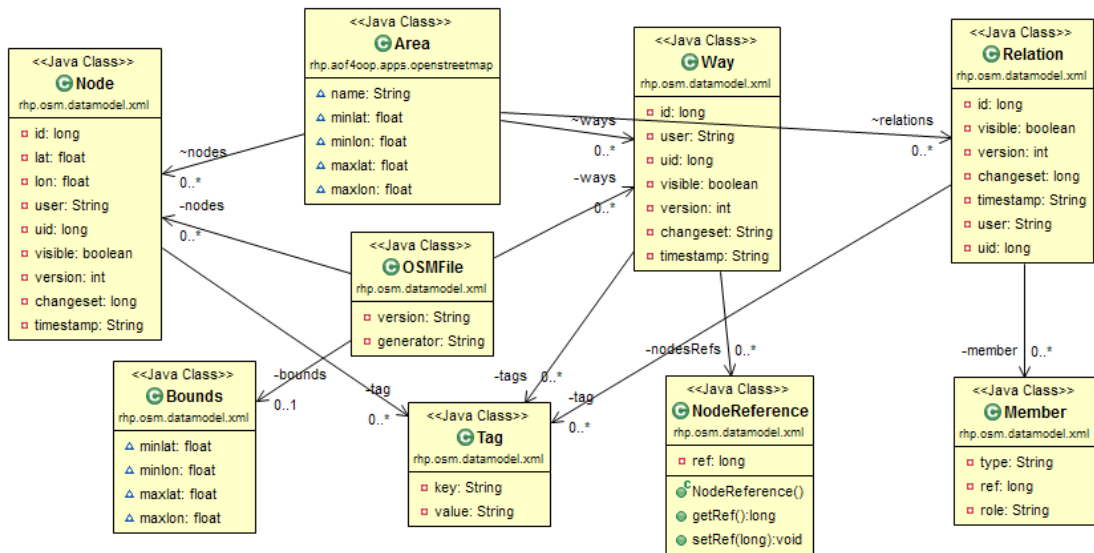 <<Java Class>>
Node
rhp.osm.datamodel.xml
id: long
lat: float
lon: float
user: String
uid: long
visible: boolean
version: int
changeset: long
timestamp: String
<<Java Class>>
Area
rhp.aof4oop.apps.openstreetmap
name: String
minlat: float
minlon: float
maxlat: float
maxlon: float
<<Java Class>>
Way
rhp.osm.datamodel.xml
id: long
user: String
uid: long
visible: boolean
version: int
changeset: String
timestamp: String
<<Java Class>>
Relation
rhp.osm.datamodel.xml
id: long
visible: boolean
version: int
changeset: long
timestamp: String
user: String
uid: long
~nodes
0..*
-nodes
0..*
~ways
0..*
-ways
0..*
~relations
0..*
<<Java Class>>
OSMFile
rhp.osm.datamodel.xml
version: String
generator: String
-bounds
0..1
-tag
0..*
-tags
0..*
-tag
0..*
-nodesRefs
0..*
-member
0..*
<<Java Class>>
Bounds
rhp.osm.datamodel.xml
minlat: float
minlon: float
maxlat: float
maxlon: float
<<Java Class>>
Tag
rhp.osm.datamodel.xml
key: String
value: String
<<Java Class>>
NodeReference
rhp.osm.datamodel.xml
ref: long
NodeReference()
getRef():long
setRef(long):void
<<Java Class>>
Member
rhp.osm.datamodel.xml
type: String
ref: long
role: String